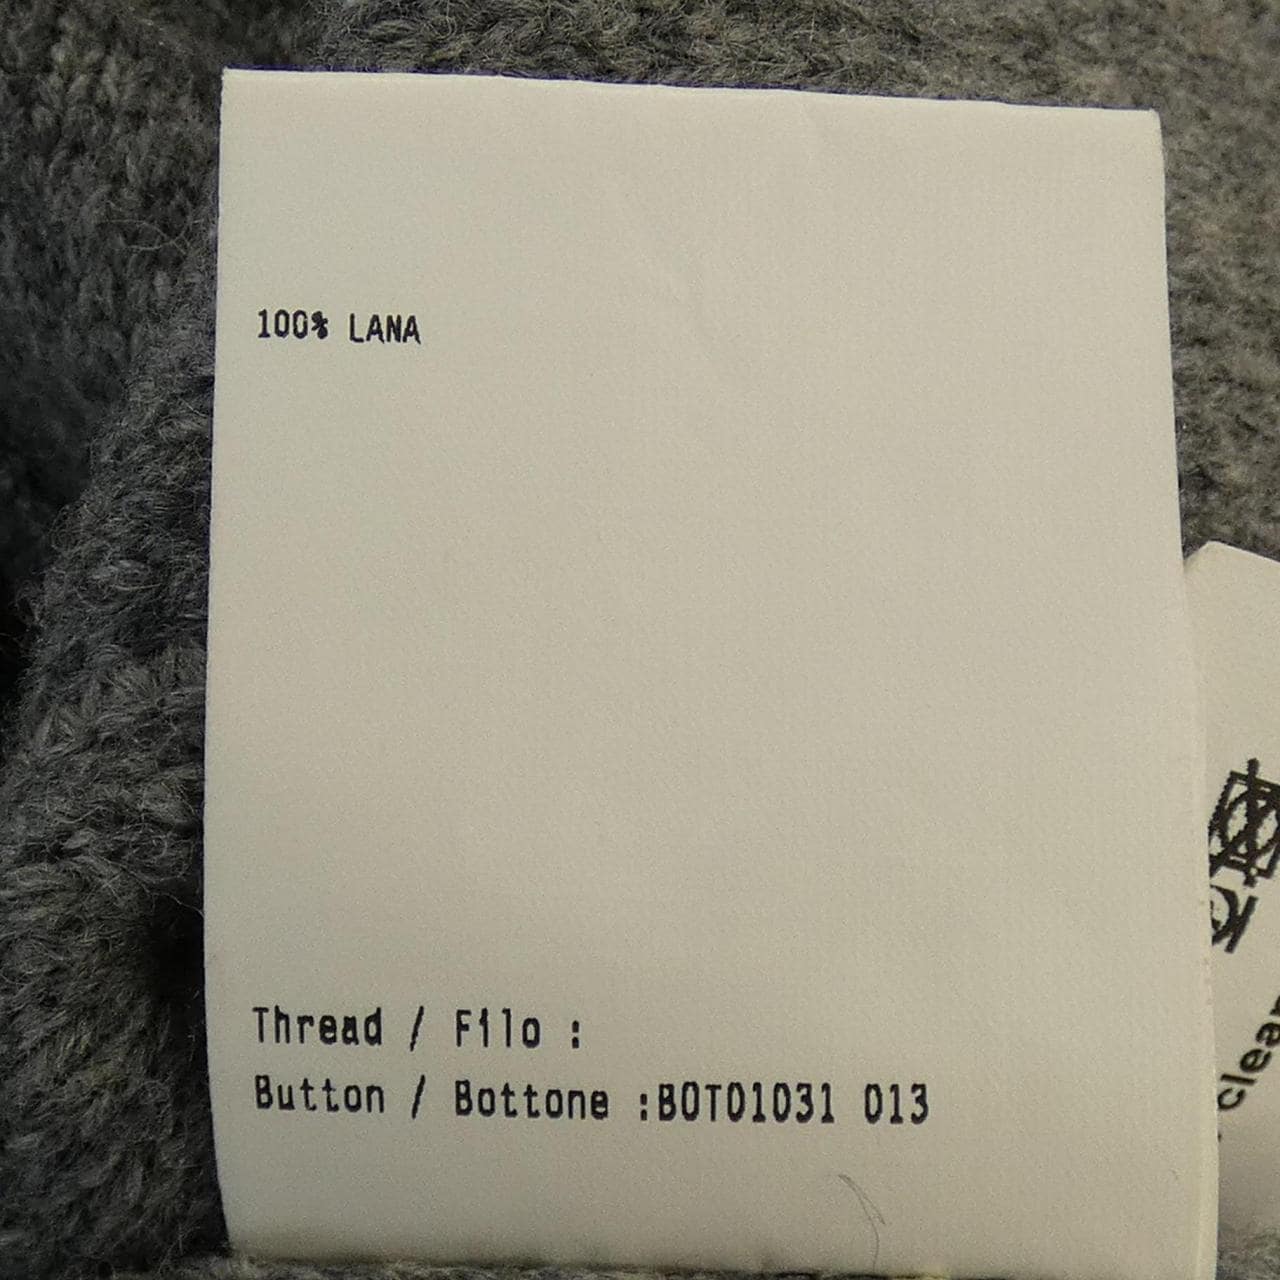 100% LANA
Thread / Filo :
Button / Bottone :BOT01031 013